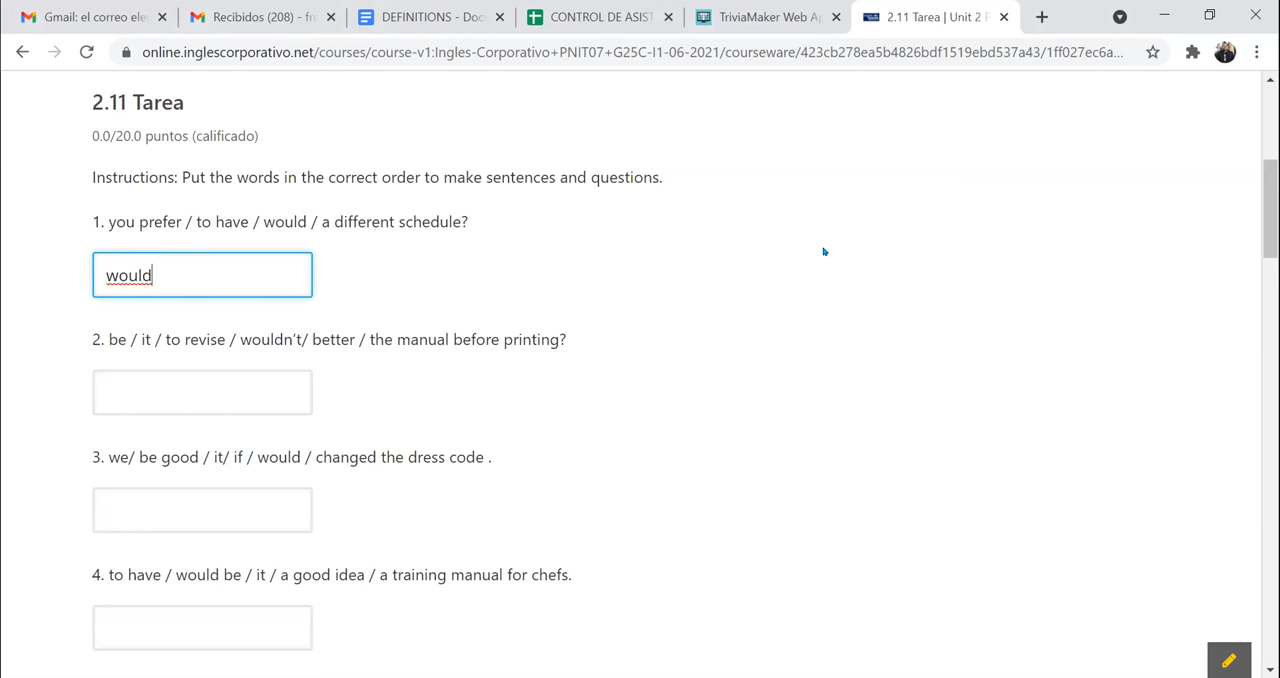 Gmail: el correo ele
Recibidos (208) - fr
DEFINITIONS - Doc
CONTROL DE ASIST
TriviaMaker Web Ap
2.11 Tarea | Unit 2 P
online.inglescorporativo.net/courses/course-v1:Ingles-Corporativo+PNIT07+G25C-I1-06-2021/courseware/423cb278ea5b4826bdf1519ebd537a43/1ff027ec6a...
2.11 Tarea
0.0/20.0 puntos (calificado)
Instructions: Put the words in the correct order to make sentences and questions.
1. you prefer / to have / would / a different schedule?
would
2. be / it / to revise / wouldn't/ better / the manual before printing?
3. we/ be good / it/ if / would / changed the dress code .
4. to have / would be / it / a good idea / a training manual for chefs.